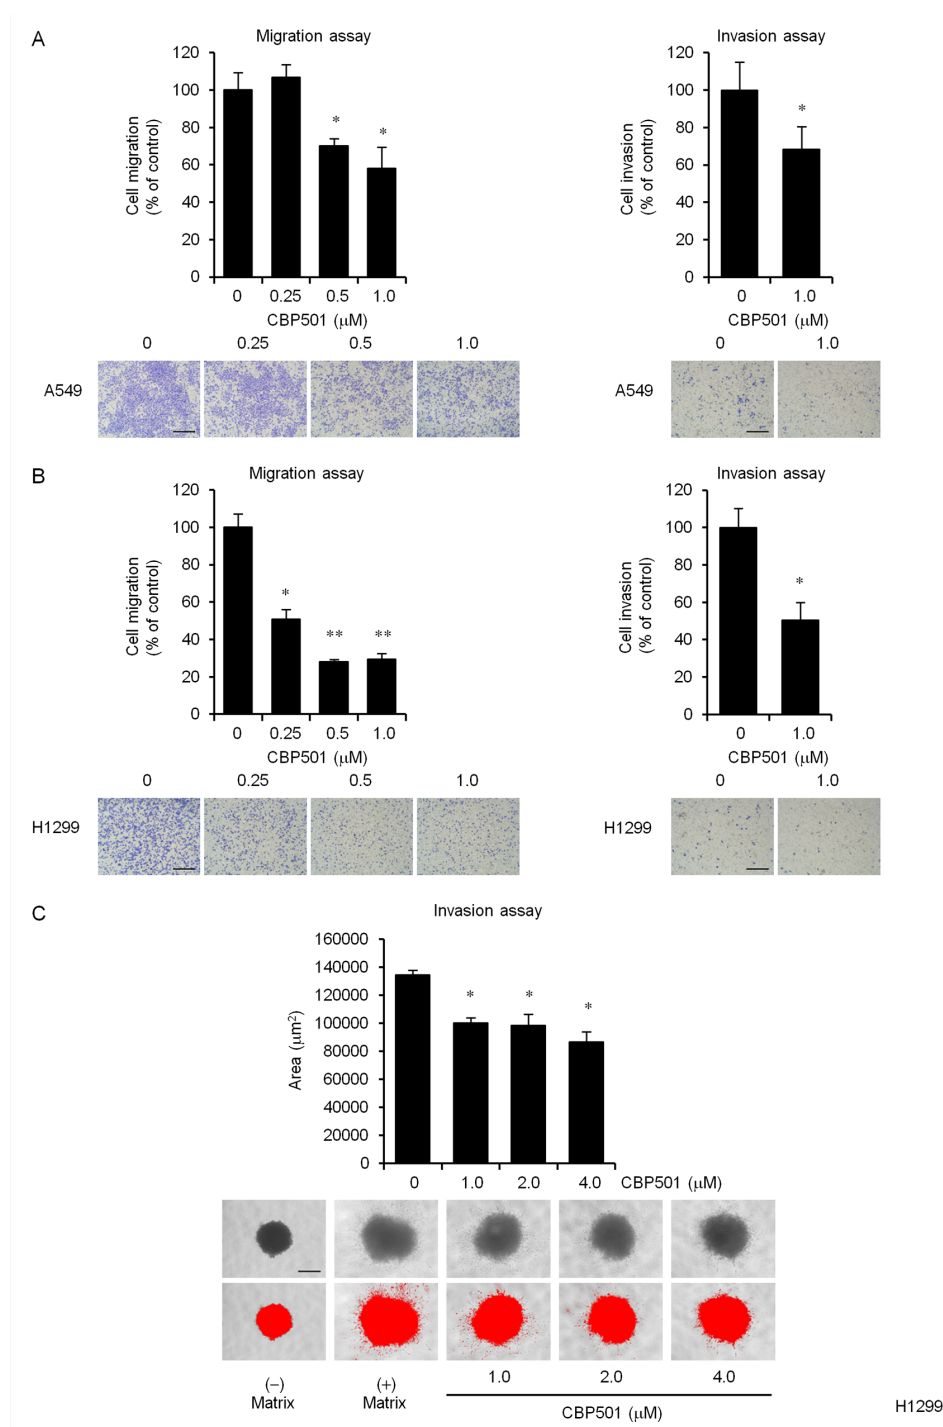 A
Migration assay
Invasion assay
120
100
80
60
40
20
0
Cell migration
(% of control)
0 0.25 0.5 1.0
CBP501 (μM)
120
100
80
60
40
20
0
Cell invasion
(% of control)
0 1.0
CBP501 (μM)
* *
*
0 0.25 0.5 1.0
0 1.0
A549
A549
B
Migration assay
Invasion assay
120
100
80
60
40
20
0
Cell migration
(% of control)
* ** **
0 0.25 0.5 1.0
CBP501 (μM)
120
100
80
60
40
20
0
Cell invasion
(% of control)
*
0 1.0
CBP501 (μM)
0 0.25 0.5 1.0
0 1.0
H1299
H1299
C
Invasion assay
160000
140000
120000
100000
80000
60000
40000
20000
0
Area (μm²)
* * *
0 1.0 2.0 4.0 CBP501 (μM)
(−)
Matrix
(+)
Matrix
1.0 2.0 4.0
CBP501 (μM)
H1299